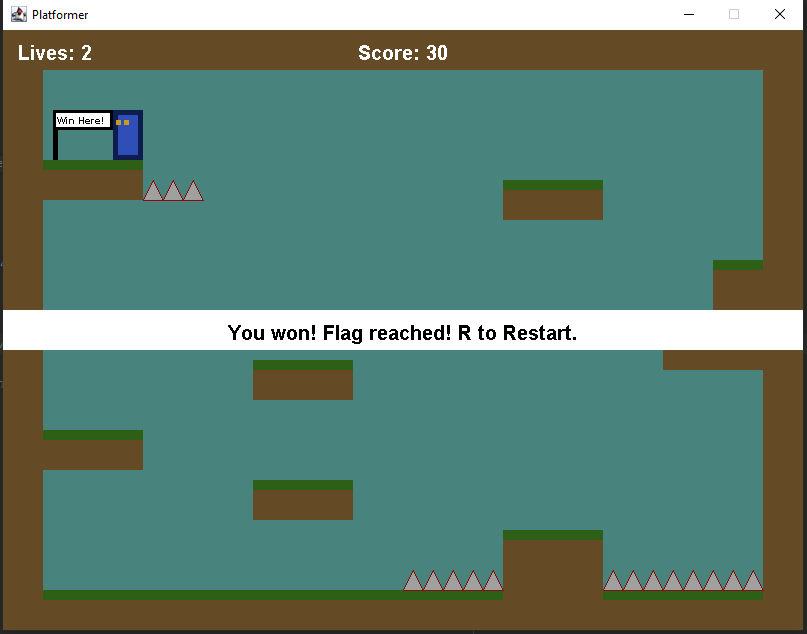 Platformer
Lives: 2
Score: 30
Win Here!
You won! Flag reached! R to Restart.